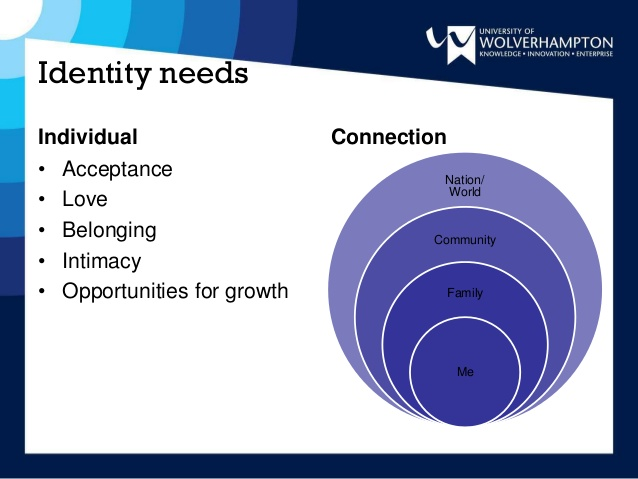 UNIVERSITY OF
WOLVERHAMPTON
KNOWLEDGE • INNOVATION • ENTERPRISE
Identity needs
Individual
• Acceptance
• Love
• Belonging
• Intimacy
• Opportunities for growth
Connection
Nation/
World
Community
Family
Me